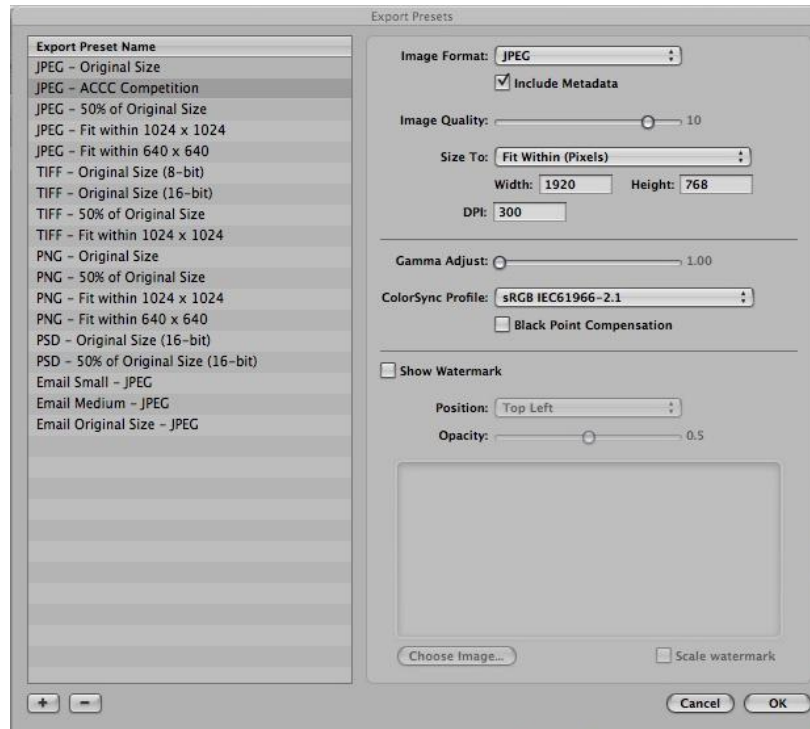 Export Presets
Export Preset Name
JPEG – Original Size
JPEG – ACCC Competition
JPEG – 50% of Original Size
JPEG – Fit within 1024 x 1024
JPEG – Fit within 640 x 640
TIFF – Original Size (8-bit)
TIFF – Original Size (16-bit)
TIFF – 50% of Original Size
TIFF – Fit within 1024 x 1024
PNG – Original Size
PNG – 50% of Original Size
PNG – Fit within 1024 x 1024
PNG – Fit within 640 x 640
PSD – Original Size (16-bit)
PSD – 50% of Original Size (16-bit)
Email Small – JPEG
Email Medium – JPEG
Email Original Size – JPEG
Image Format: JPEG
Include Metadata
Image Quality: 10
Size To: Fit Within (Pixels)
Width: 1920 Height: 768
DPI: 300
Gamma Adjust: 1.00
ColorSync Profile: sRGB IEC61966-2.1
Black Point Compensation
Show Watermark
Position: Top Left
Opacity: 0.5
Choose Image... Scale watermark
+ − Cancel OK